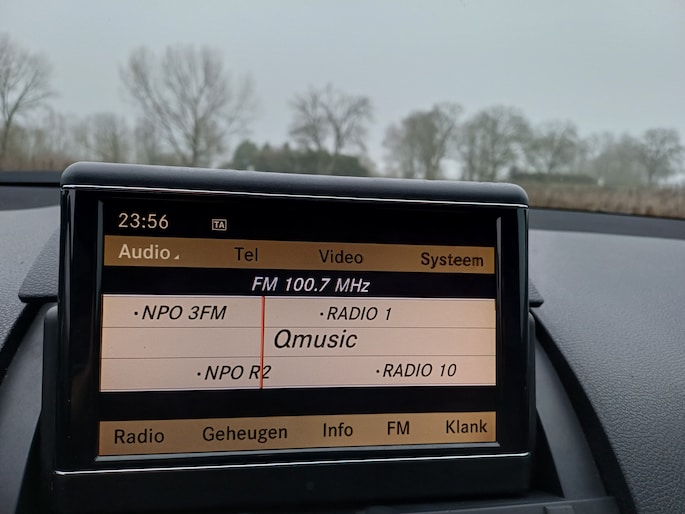 23:56 TA
Audio Tel Video Systeem
FM 100.7 MHz
·NPO 3FM ·RADIO 1
Qmusic
·NPO R2 ·RADIO 10
Radio Geheugen Info FM Klank